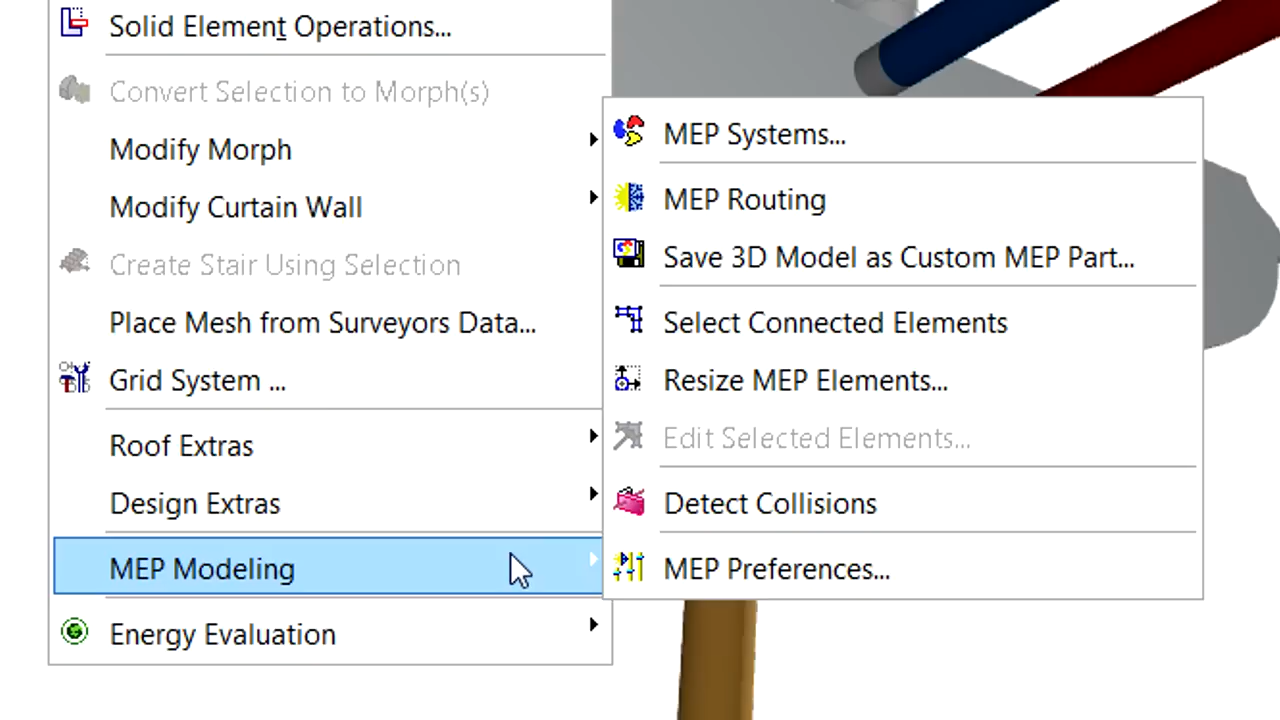 Solid Element Operations...
Convert Selection to Morph(s)
Modify Morph
Modify Curtain Wall
Create Stair Using Selection
Place Mesh from Surveyors Data...
Grid System ...
Roof Extras
Design Extras
MEP Modeling
Energy Evaluation
MEP Systems...
MEP Routing
Save 3D Model as Custom MEP Part...
Select Connected Elements
Resize MEP Elements...
Edit Selected Elements...
Detect Collisions
MEP Preferences...